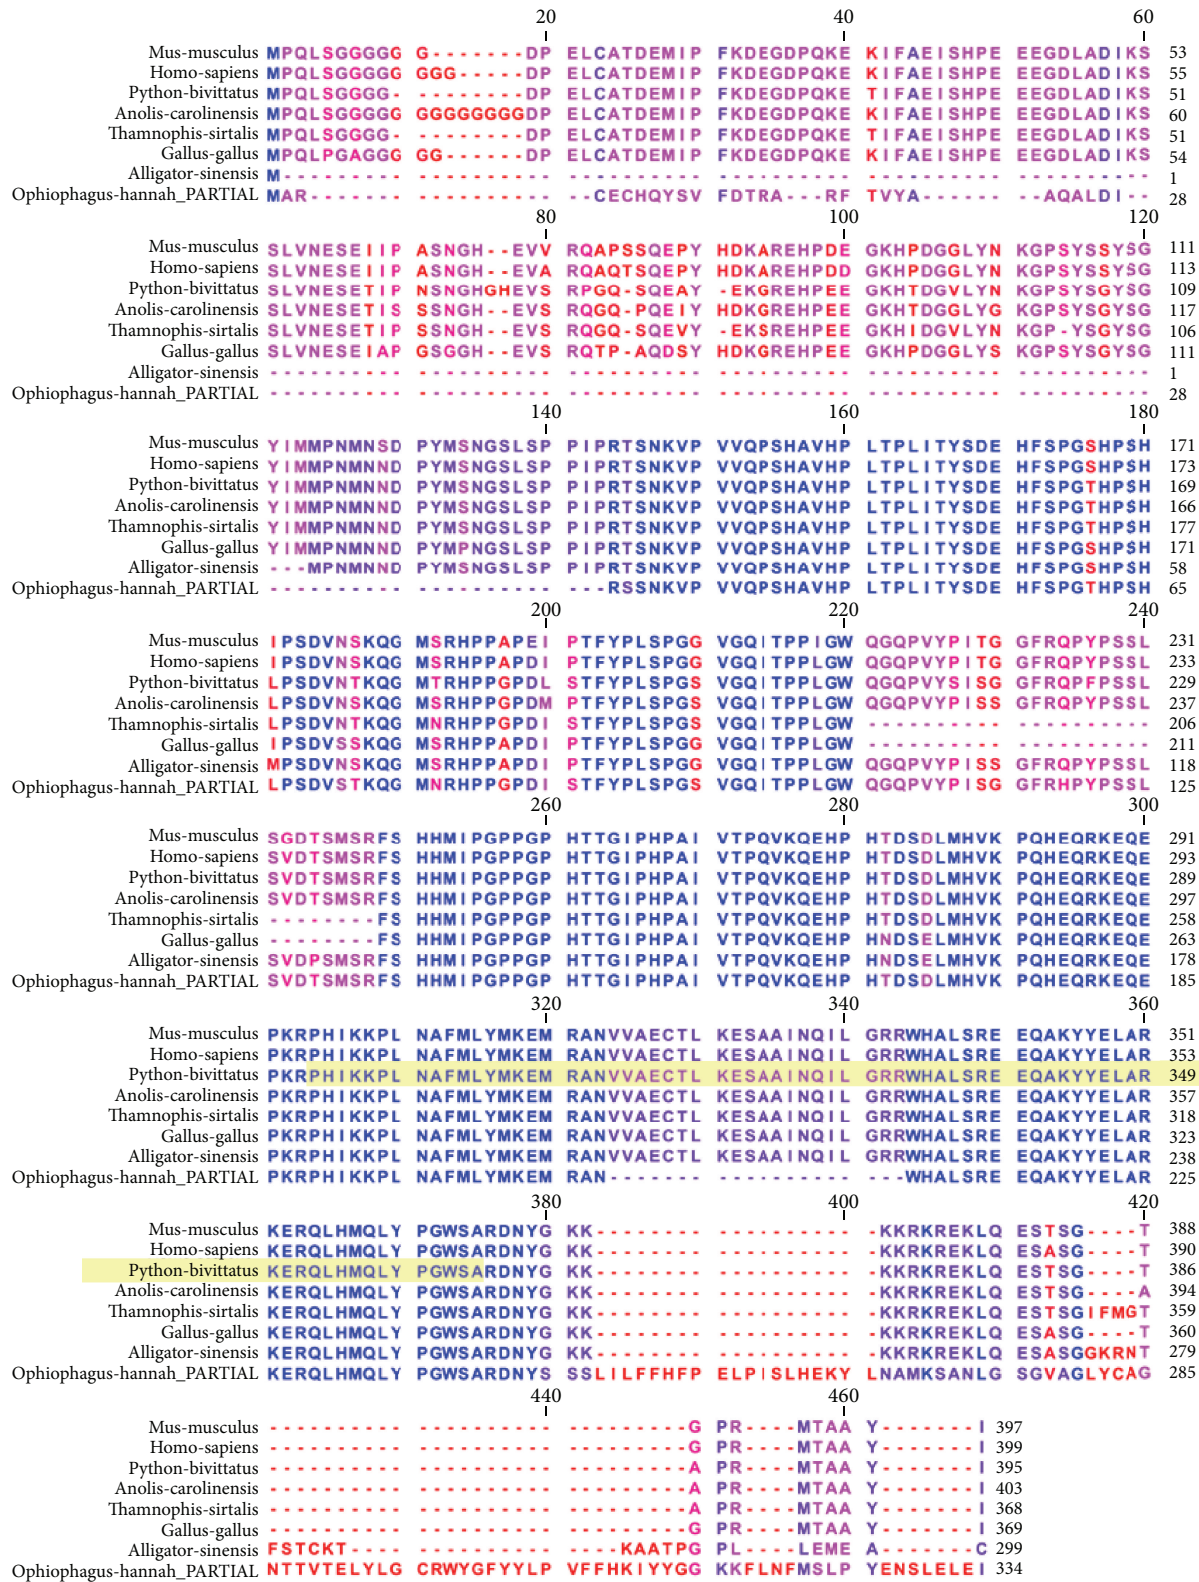 20 40 60
Mus-musculus MPQLSGGGGG G-------DP ELCATDEMIP FKDEGDPQKE KIFAEISHPE EEGDLADIKS 53
Homo-sapiens MPQLSGGGGG GGG-----DP ELCATDEMIP FKDEGDPQKE KIFAEISHPE EEGDLADIKS 55
Python-bivittatus MPQLSGGGG- --------DP ELCATDEMIP FKDEGDPQKE TIFAEISHPE EEGDLADIKS 51
Anolis-carolinensis MPQLSGGGGG GGGGGGGGDP ELCATDEMIP FKDEGDPQKE KIFAEISHPE EEGDLADIKS 60
Thamnophis-sirtalis MPQLSGGGG- --------DP ELCATDEMIP FKDEGDPQKE TIFAEISHPE EEGDLADIKS 51
Gallus-gallus MPQLPGAGGG GG------DP ELCATDEMIP FKDEGDPQKE KIFAEISHPE EEGDLADIKS 54
Alligator-sinensis M--------- ---------- ---------- ---------- ---------- ---------- 1
Ophiophagus-hannah_PARTIAL MAR------- ---------- --CECHQYSV FDTRA---RF TVYA------ --AQALDI-- 28
80 100 120
Mus-musculus SLVNESEIIP ASNGH--EVV RQAPSSQEPY HDKAREHPDE GKHPDGGLYN KGPSYSSYSG 111
Homo-sapiens SLVNESEIIP ASNGH--EVA RQAQTSQEPY HDKAREHPDD GKHPDGGLYN KGPSYSSYSG 113
Python-bivittatus SLVNESETIP NSNGHGHEVS RPGQ-SQEAY -EKGREHPEE GKHTDGVLYN KGPSYSGYSG 109
Anolis-carolinensis SLVNESETIS SSNGH--EVS RQGQ-PQEIY HDKGREHPEE GKHTDGGLYG KGPSYSGYSG 117
Thamnophis-sirtalis SLVNESETIP SSNGH--EVS RQGQ-SQEVY -EKSREHPEE GKHIDGVLYN KGP-YSGYSG 106
Gallus-gallus SLVNESEIAP GSGGH--EVS RQTP-AQDSY HDKGREHPEE GKHPDGGLYS KGPSYSGYSG 111
Alligator-sinensis ---------- ---------- ---------- ---------- ---------- ---------- 1
Ophiophagus-hannah_PARTIAL ---------- ---------- ---------- ---------- ---------- ---------- 28
140 160 180
Mus-musculus YIMMPNMNSD PYMSNGSLSP PIPRTSNKVP VVQPSHAVHP LTPLITYSDE HFSPGSHPSH 171
Homo-sapiens YIMMPNMNND PYMSNGSLSP PIPRTSNKVP VVQPSHAVHP LTPLITYSDE HFSPGSHPSH 173
Python-bivittatus YIMMPNMNND PYMSNGSLSP PIPRTSNKVP VVQPSHAVHP LTPLITYSDE HFSPGTHPSH 169
Anolis-carolinensis YIMMPNMNND PYMSNGSLSP PIPRTSNKVP VVQPSHAVHP LTPLITYSDE HFSPGTHPSH 166
Thamnophis-sirtalis YIMMPNMNND PYMSNGSLSP PIPRTSNKVP VVQPSHAVHP LTPLITYSDE HFSPGTHPSH 177
Gallus-gallus YIMMPNMNND PYMPNGSLSP PIPRTSNKVP VVQPSHAVHP LTPLITYSDE HFSPGSHPSH 171
Alligator-sinensis ---MPNMNND PYMSNGSLSP PIPRTSNKVP VVQPSHAVHP LTPLITYSDE HFSPGSHPSH 58
Ophiophagus-hannah_PARTIAL ---------- ---------- ---RSSNKVP VVQPSHAVHP LTPLITYSDE HFSPGTHPSH 65
200 220 240
Mus-musculus IPSDVNSKQG MSRHPPAPEI PTFYPLSPGG VGQITPPIGW QGQPVYPITG GFRQPYPSSL 231
Homo-sapiens IPSDVNSKQG MSRHPPAPDI PTFYPLSPGG VGQITPPLGW QGQPVYPITG GFRQPYPSSL 233
Python-bivittatus LPSDVNTKQG MTRHPPGPDL STFYPLSPGS VGQITPPLGW QGQPVYSISG GFRQPFPSSL 229
Anolis-carolinensis LPSDVNSKQG MSRHPPGPDM PTFYPLSPGS VGQITPPLGW QGQPVYPISS GFRQPYPSSL 237
Thamnophis-sirtalis LPSDVNTKQG MNRHPPGPDI STFYPLSPGS VGQITPPLGW ---------- ---------- 206
Gallus-gallus IPSDVSSKQG MSRHPPAPDI PTFYPLSPGG VGQITPPLGW ---------- ---------- 211
Alligator-sinensis MPSDVNSKQG MSRHPPAPDI PTFYPLSPGG VGQITPPLGW QGQPVYPISS GFRQPYPSSL 118
Ophiophagus-hannah_PARTIAL LPSDVSTKQG MNRHPPGPDI STFYPLSPGS VGQITPPLGW QGQPVYPISG GFRHPYPSSL 125
260 280 300
Mus-musculus SGDTSMSRFS HHMIPGPPGP HTTGIPHPAI VTPQVKQEHP HTDSDLMHVK PQHEQRKEQE 291
Homo-sapiens SVDTSMSRFS HHMIPGPPGP HTTGIPHPAI VTPQVKQEHP HTDSDLMHVK PQHEQRKEQE 293
Python-bivittatus SVDTSMSRFS HHMIPGPPGP HTTGIPHPAI VTPQVKQEHP HTDSDLMHVK PQHEQRKEQE 289
Anolis-carolinensis SVDTSMSRFS HHMIPGPPGP HTTGIPHPAI VTPQVKQEHP HTDSDLMHVK PQHEQRKEQE 297
Thamnophis-sirtalis --------FS HHMIPGPPGP HTTGIPHPAI VTPQVKQEHP HTDSDLMHVK PQHEQRKEQE 258
Gallus-gallus --------FS HHMIPGPPGP HTTGIPHPAI VTPQVKQEHP HNDSELMHVK PQHEQRKEQE 263
Alligator-sinensis SVDPSMSRFS HHMIPGPPGP HTTGIPHPAI VTPQVKQEHP HNDSELMHVK PQHEQRKEQE 178
Ophiophagus-hannah_PARTIAL SVDTSMSRFS HHMIPGPPGP HTTGIPHPAI VTPQVKQEHP HTDSDLMHVK PQHEQRKEQE 185
320 340 360
Mus-musculus PKRPHIKKPL NAFMLYMKEM RANVVAECTL KESAAINQIL GRRWHALSRE EQAKYYELAR 351
Homo-sapiens PKRPHIKKPL NAFMLYMKEM RANVVAECTL KESAAINQIL GRRWHALSRE EQAKYYELAR 353
Python-bivittatus PKRPHIKKPL NAFMLYMKEM RANVVAECTL KESAAINQIL GRRWHALSRE EQAKYYELAR 349
Anolis-carolinensis PKRPHIKKPL NAFMLYMKEM RANVVAECTL KESAAINQIL GRRWHALSRE EQAKYYELAR 357
Thamnophis-sirtalis PKRPHIKKPL NAFMLYMKEM RANVVAECTL KESAAINQIL GRRWHALSRE EQAKYYELAR 318
Gallus-gallus PKRPHIKKPL NAFMLYMKEM RANVVAECTL KESAAINQIL GRRWHALSRE EQAKYYELAR 323
Alligator-sinensis PKRPHIKKPL NAFMLYMKEM RANVVAECTL KESAAINQIL GRRWHALSRE EQAKYYELAR 238
Ophiophagus-hannah_PARTIAL PKRPHIKKPL NAFMLYMKEM RAN------- ---------- ---WHALSRE EQAKYYELAR 225
380 400 420
Mus-musculus KERQLHMQLY PGWSARDNYG KK-------- ---------- -KKRKREKLQ ESTSG----T 388
Homo-sapiens KERQLHMQLY PGWSARDNYG KK-------- ---------- -KKRKREKLQ ESASG----T 390
Python-bivittatus KERQLHMQLY PGWSARDNYG KK-------- ---------- -KKRKREKLQ ESTSG----T 386
Anolis-carolinensis KERQLHMQLY PGWSARDNYG KK-------- ---------- -KKRKREKLQ ESTSG----A 394
Thamnophis-sirtalis KERQLHMQLY PGWSARDNYG KK-------- ---------- -KKRKREKLQ ESTSGIFMGT 359
Gallus-gallus KERQLHMQLY PGWSARDNYG KK-------- ---------- -KKRKREKLQ ESASG----T 360
Alligator-sinensis KERQLHMQLY PGWSARDNYG KK-------- ---------- -KKRKREKLQ ESASGGKRNT 279
Ophiophagus-hannah_PARTIAL KERQLHMQLY PGWSARDNYS SSLILFFHFP ELPISLHEKY LNAMKSANLG SGVAGLYCAG 285
440 460
Mus-musculus ---------- ---------- ---------G PR----MTAA Y-------I 397
Homo-sapiens ---------- ---------- ---------G PR----MTAA Y-------I 399
Python-bivittatus ---------- ---------- ---------A PR----MTAA Y-------I 395
Anolis-carolinensis ---------- ---------- ---------A PR----MTAA Y-------I 403
Thamnophis-sirtalis ---------- ---------- ---------A PR----MTAA Y-------I 368
Gallus-gallus ---------- ---------- ---------G PR----MTAA Y-------I 369
Alligator-sinensis FSTCKT---- ---------- ----KAATPG PL----LEME A-------C 299
Ophiophagus-hannah_PARTIAL NTTVTELYLG CRWYGFYYLP VFFHKIYYGG KKFLNFMSLP YENSLELEI 334